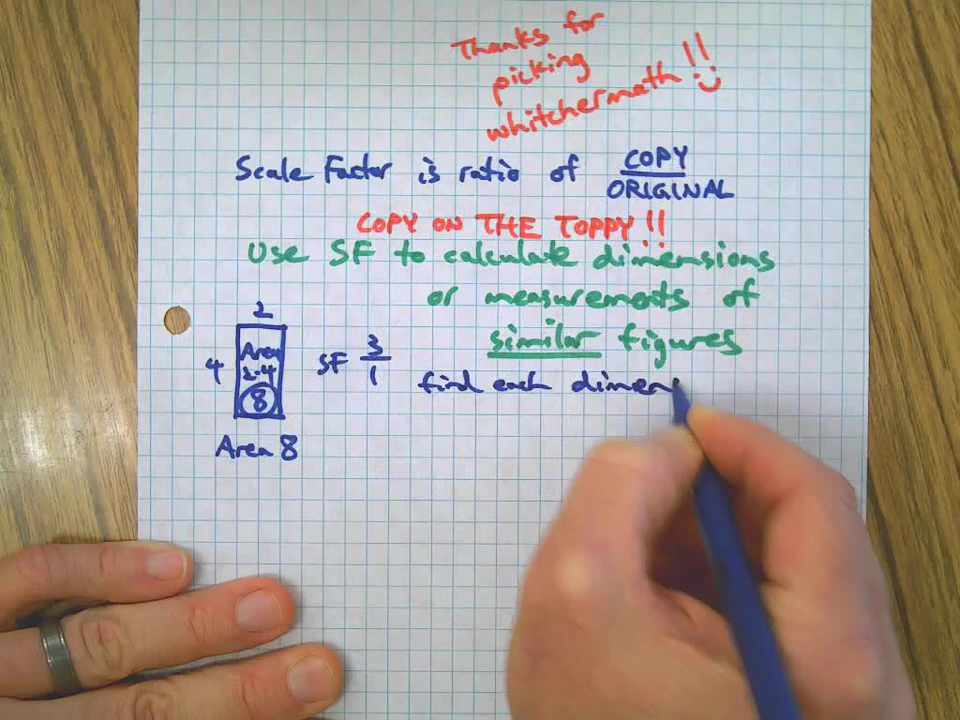 Thanks for
picking
whitchermath!!
Scale Factor is ratio of COPY
ORIGINAL
COPY ON THE TOPPY!!
Use SF to calculate dimensions
or measurements of
similar figures
2
4
Area
2·4
8
Area 8
SF 3
1
find each dimen